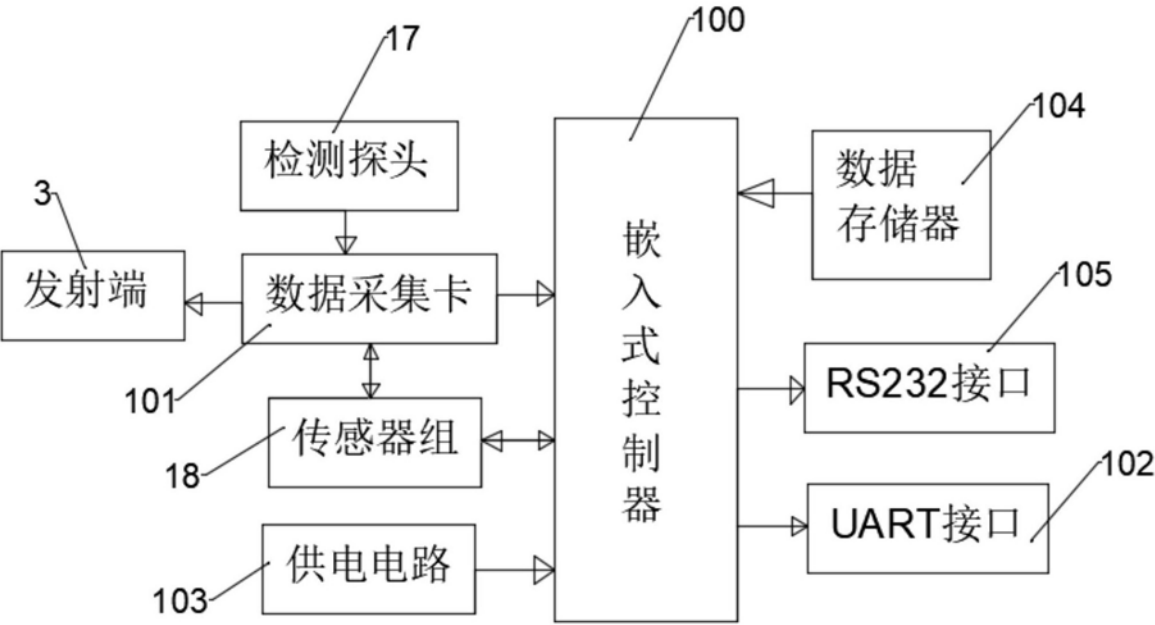 17
100
104
检测探头
数据
存储器
3
发射端
数据采集卡
嵌入式控制器
105
RS232接口
101
传感器组
18
102
UART接口
供电电路
103